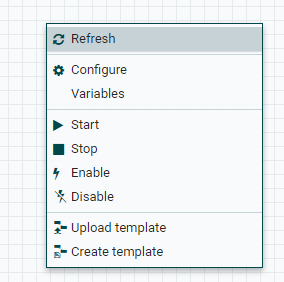 Refresh
Configure
Variables
Start
Stop
Enable
Disable
Upload template
Create template